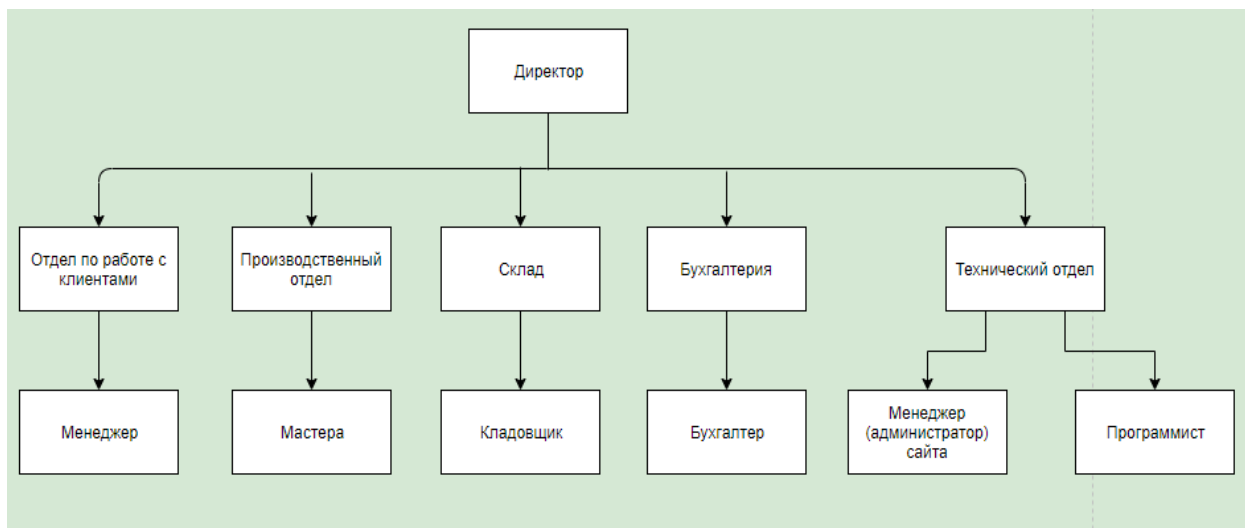 Директор
Отдел по работе с
клиентами
Производственный
отдел
Склад
Бухгалтерия
Технический отдел
Менеджер
Мастера
Кладовщик
Бухгалтер
Менеджер
(администратор)
сайта
Программист